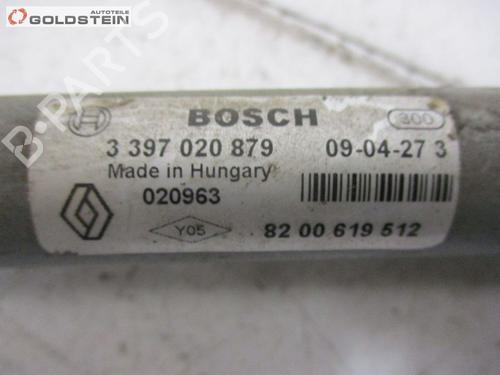 AUTOTEILE
GOLDSTEIN
B-PARTS
BOSCH 300
3 397 020 879 09-04-27 3
Made in Hungary
020963
Y05 82 00 619 512